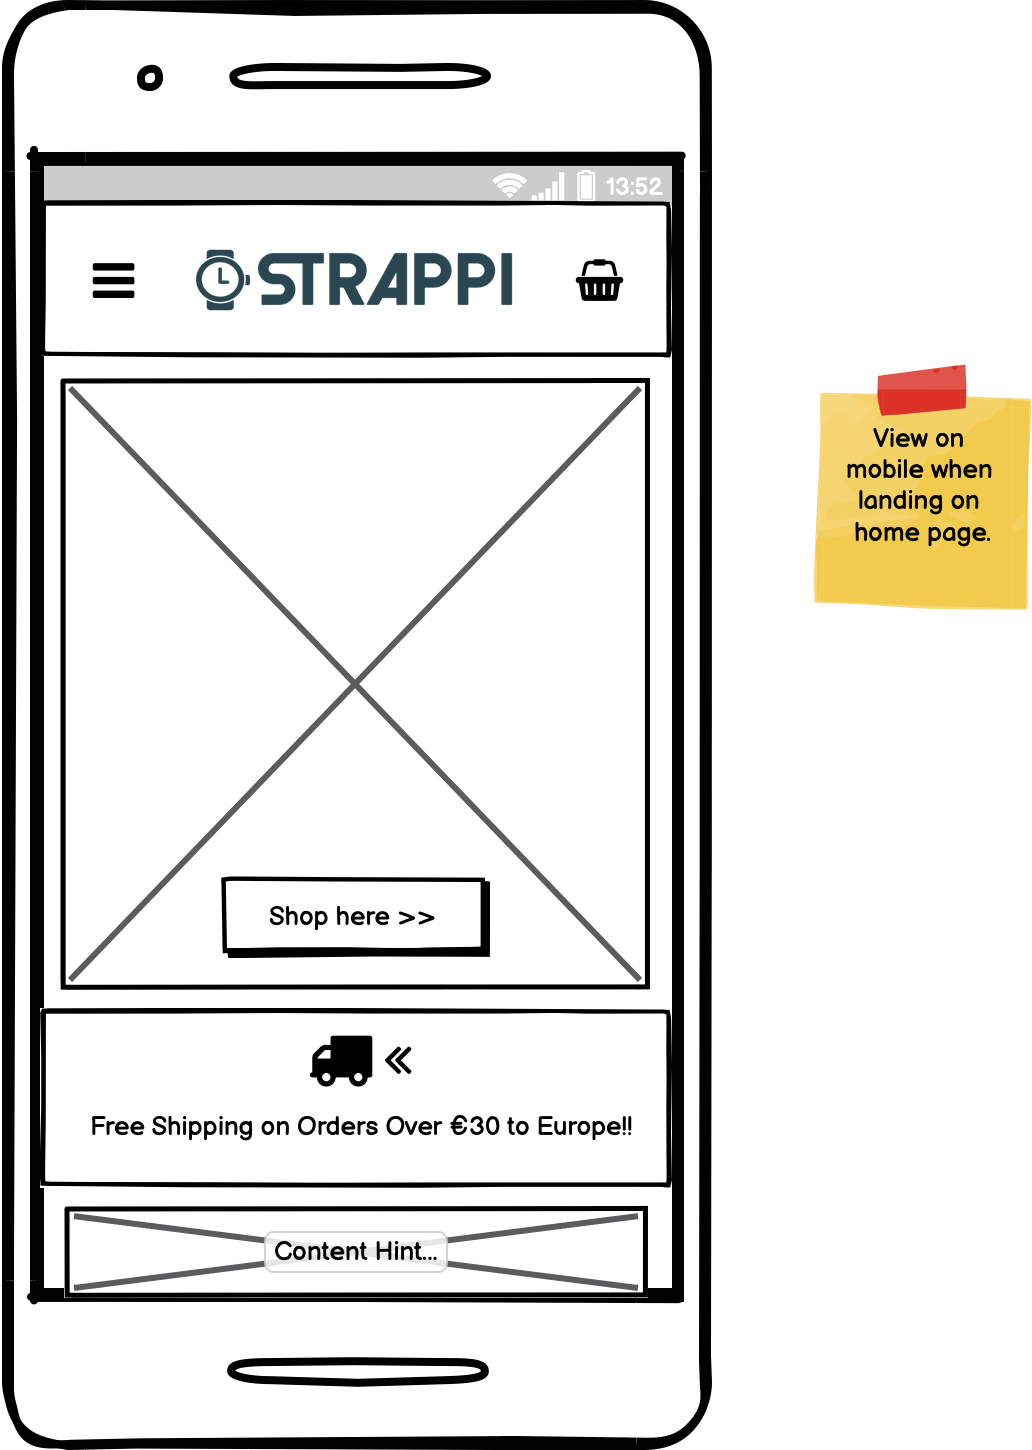 13:52
STRAPPI
View on
mobile when
landing on
home page.
Shop here >>
Free Shipping on Orders Over €30 to Europe!!
Content Hint...